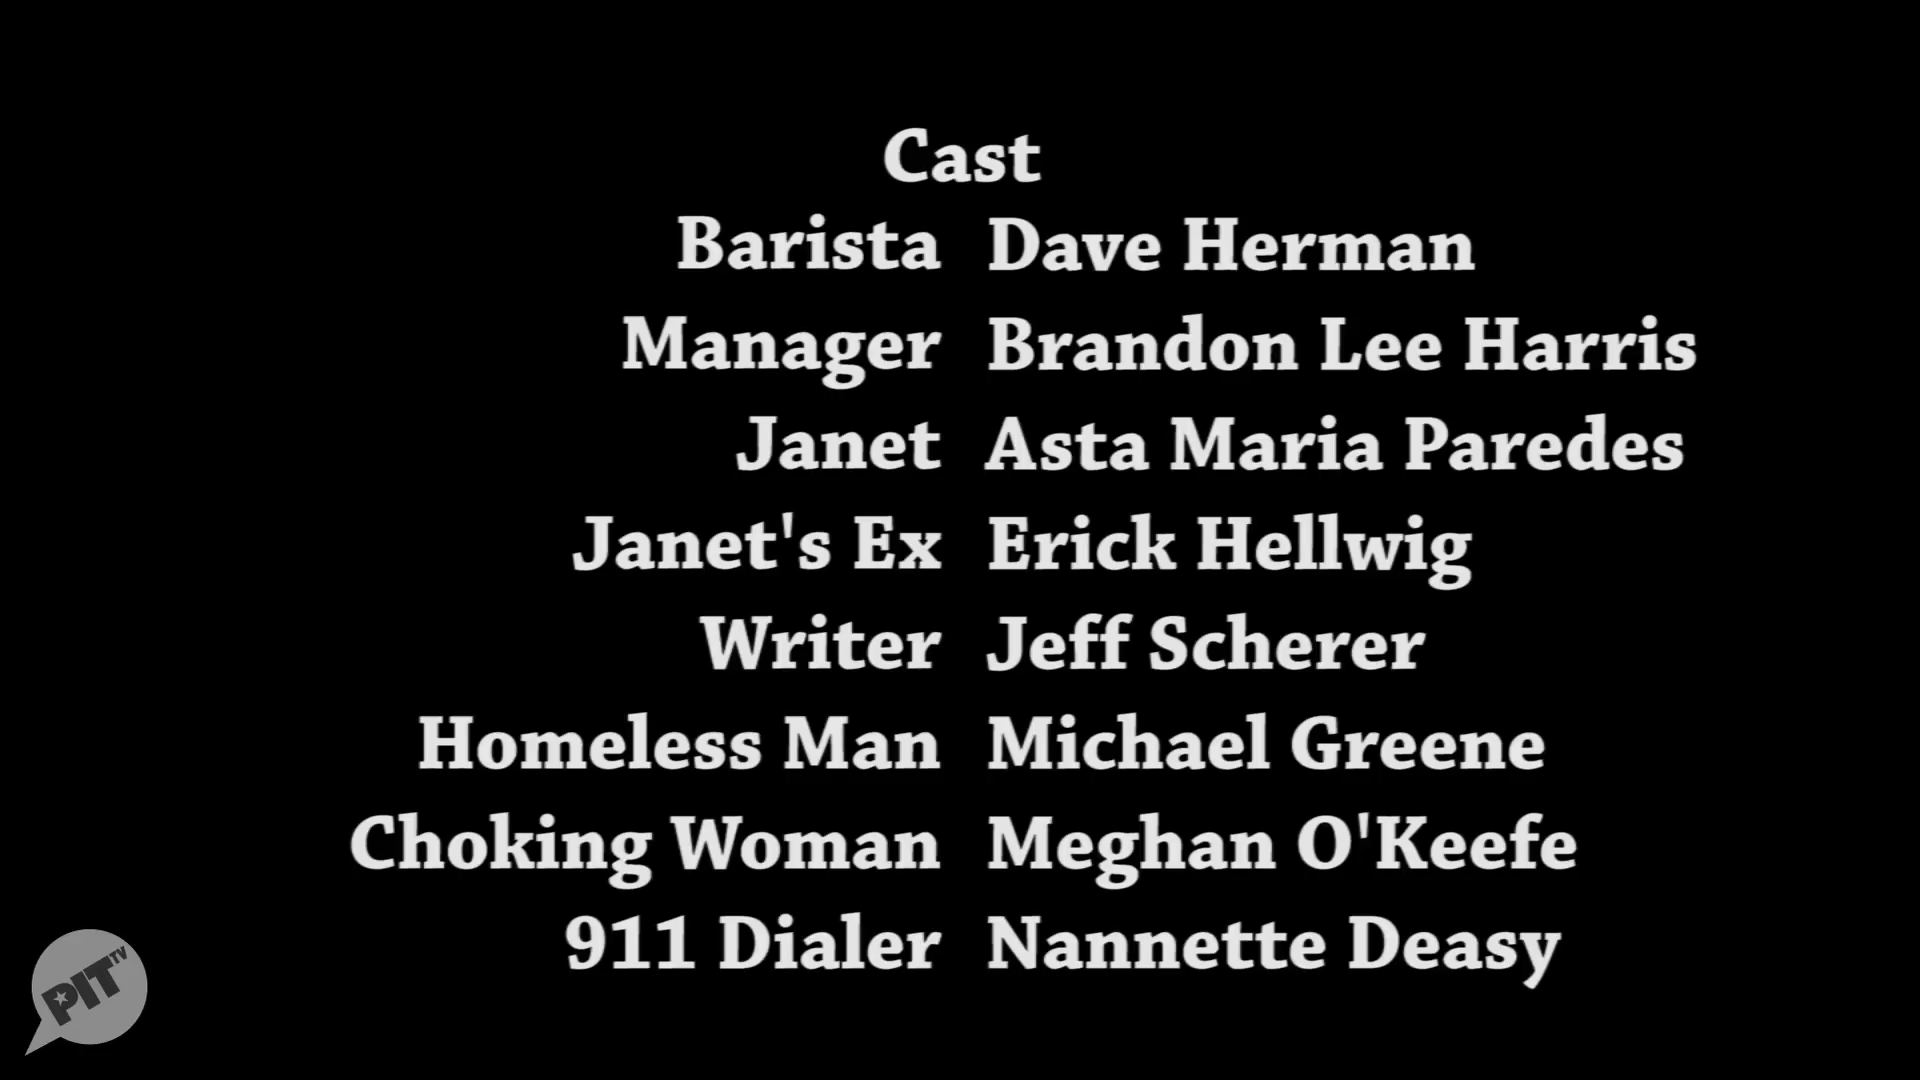 Cast
Barista Dave Herman
Manager Brandon Lee Harris
Janet Asta Maria Paredes
Janet's Ex Erick Hellwig
Writer Jeff Scherer
Homeless Man Michael Greene
Choking Woman Meghan O'Keefe
911 Dialer Nannette Deasy
PIT TV